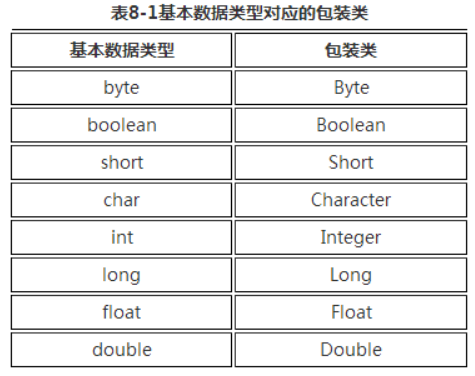 表8-1基本数据类型对应的包装类
基本数据类型 包装类
byte Byte
boolean Boolean
short Short
char Character
int Integer
long Long
float Float
double Double